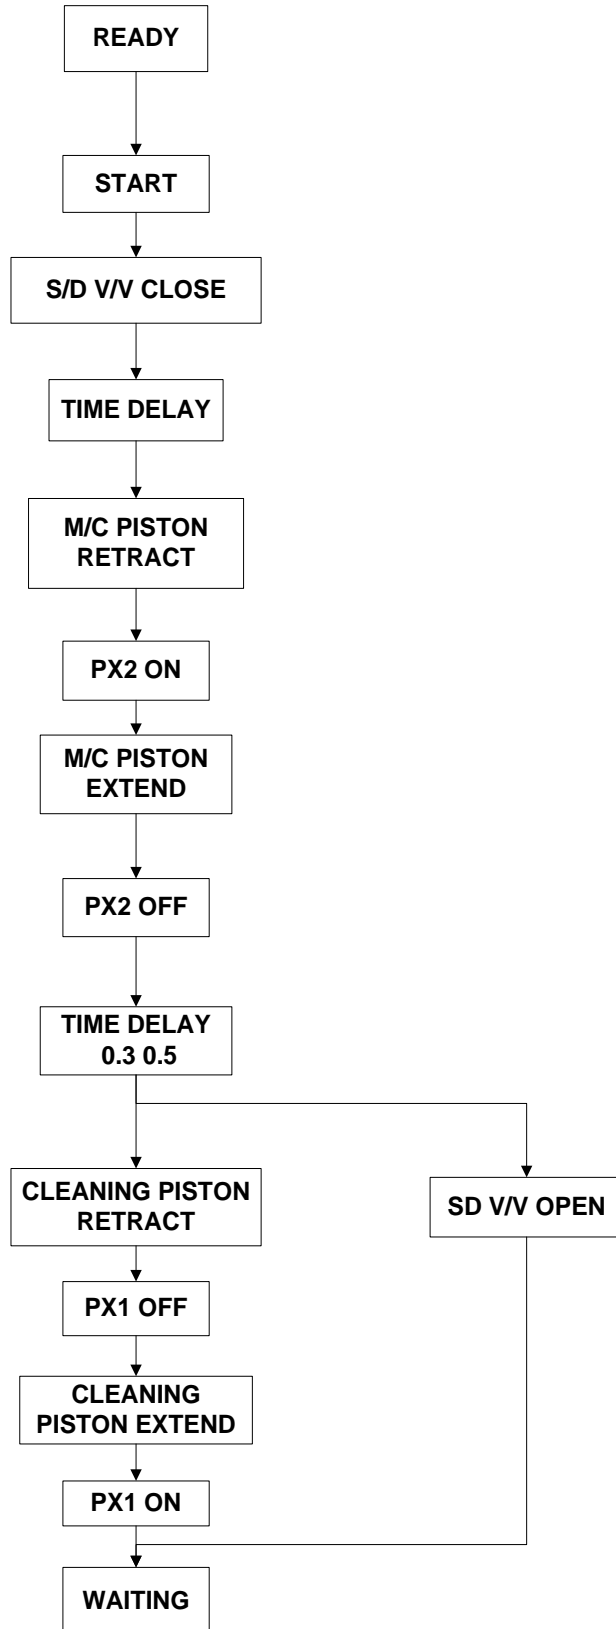 READY
START
S/D V/V CLOSE
TIME DELAY
M/C PISTON
RETRACT
PX2 ON
M/C PISTON
EXTEND
PX2 OFF
TIME DELAY
0.3 0.5
CLEANING PISTON
RETRACT
SD V/V OPEN
PX1 OFF
CLEANING
PISTON EXTEND
PX1 ON
WAITING